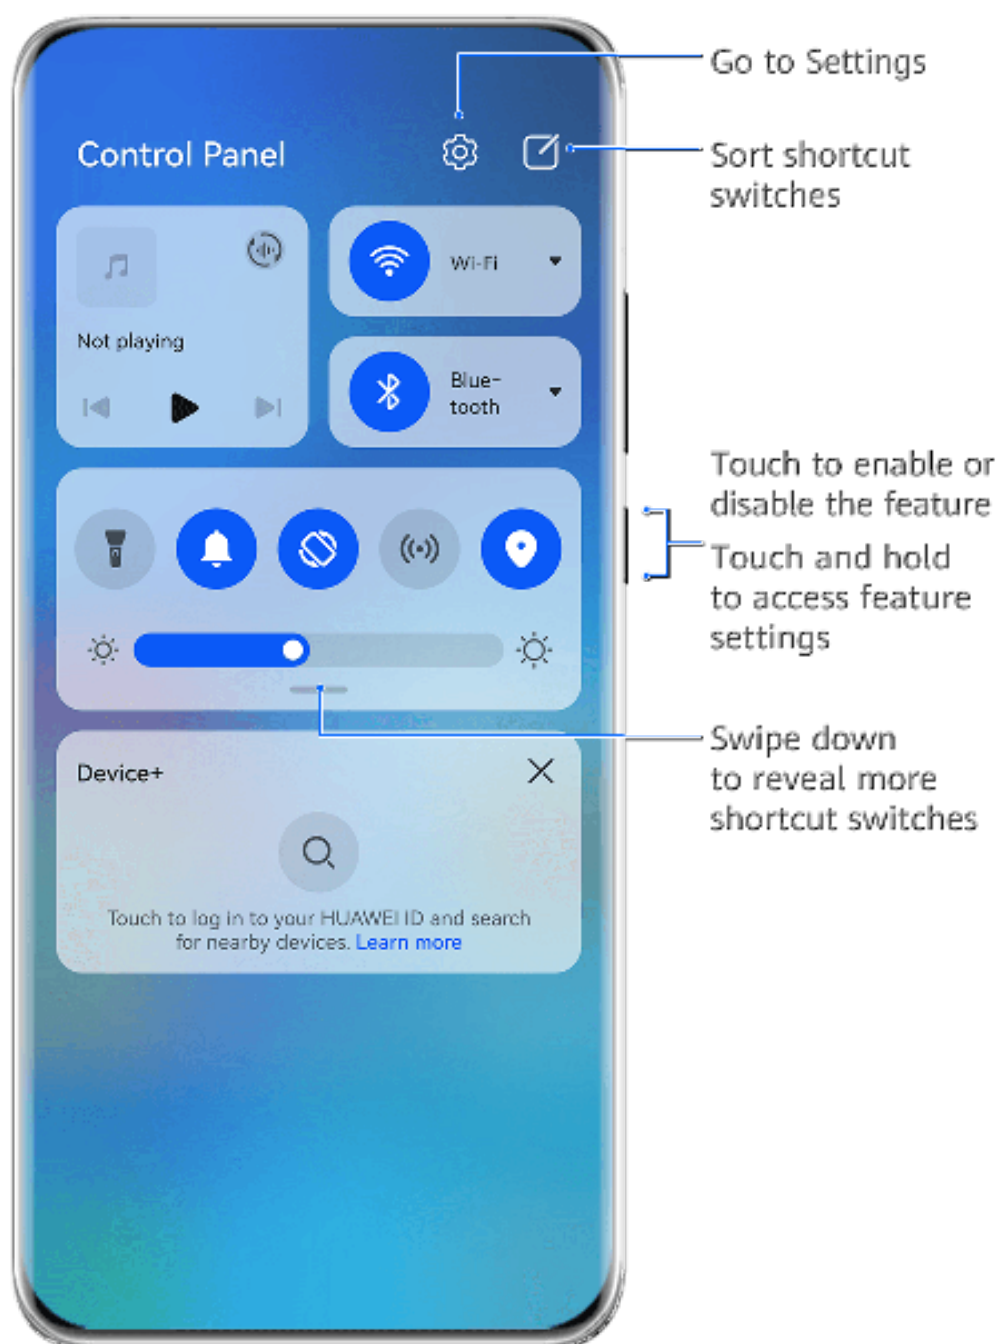 Go to Settings
Control Panel
Sort shortcut
switches
Wi-Fi
Not playing
Blue-
tooth
Touch to enable or
disable the feature
Touch and hold
to access feature
settings
Swipe down
to reveal more
shortcut switches
Device+
Touch to log in to your HUAWEI ID and search
for nearby devices. Learn more